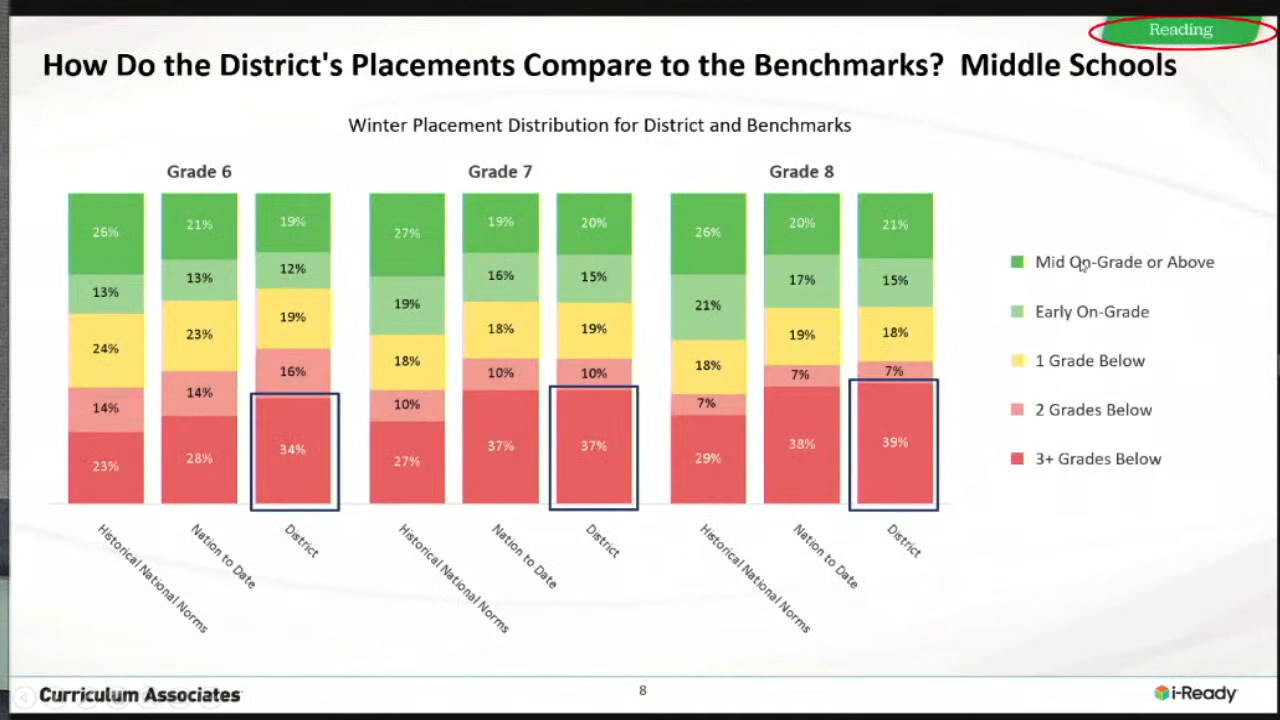 Reading
How Do the District's Placements Compare to the Benchmarks? Middle Schools
Winter Placement Distribution for District and Benchmarks
Grade 6
26%
13%
24%
14%
23%
21%
13%
23%
14%
28%
19%
12%
19%
16%
34%
Historical National Norms
Nation to Date
District
Grade 7
27%
19%
18%
10%
27%
19%
16%
18%
10%
37%
20%
15%
19%
10%
37%
Historical National Norms
Nation to Date
District
Grade 8
26%
21%
18%
7%
29%
20%
17%
19%
7%
38%
21%
15%
18%
7%
39%
Historical National Norms
Nation to Date
District
Mid On-Grade or Above
Early On-Grade
1 Grade Below
2 Grades Below
3+ Grades Below
Curriculum Associates
8
i-Ready